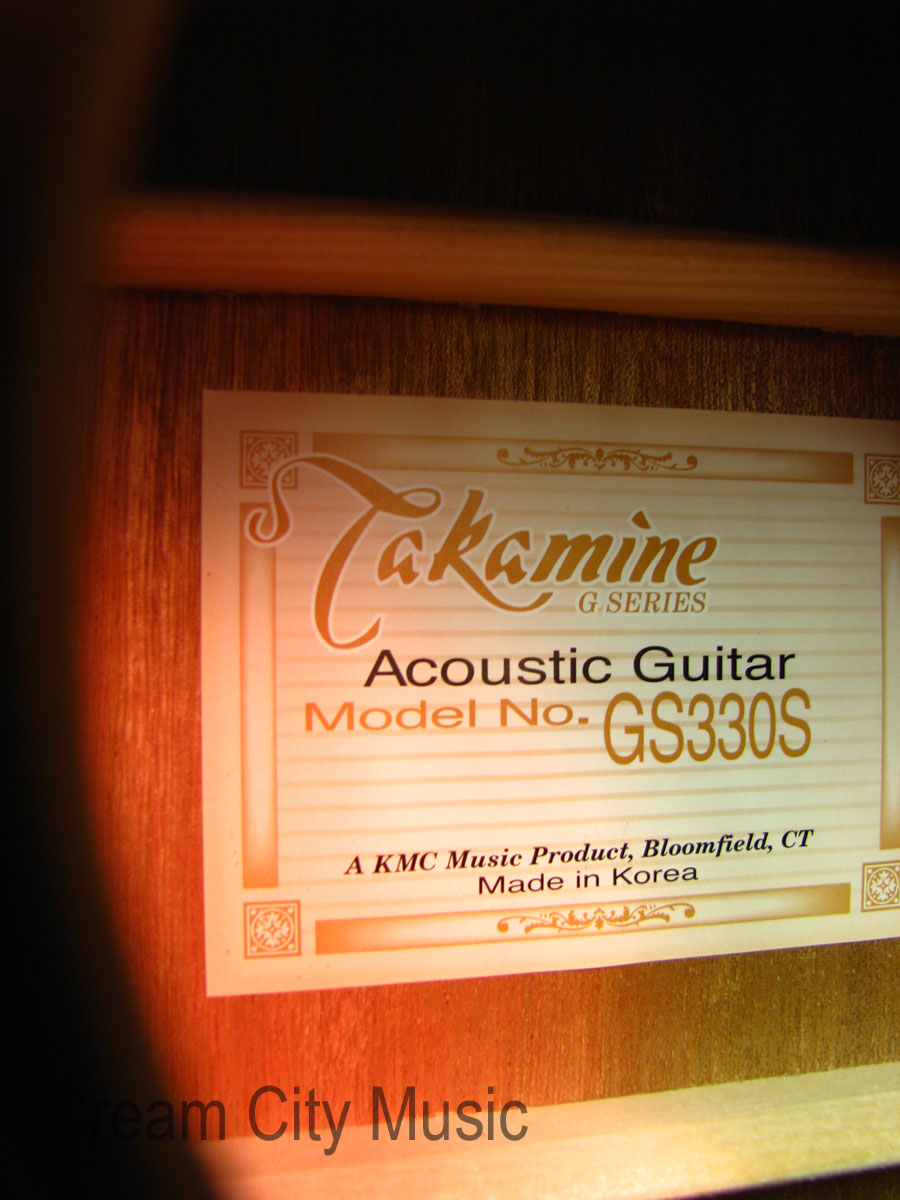 Takamine
G SERIES
Acoustic Guitar
Model No. GS330S
A KMC Music Product, Bloomfield, CT
Made in Korea
Cream City Music